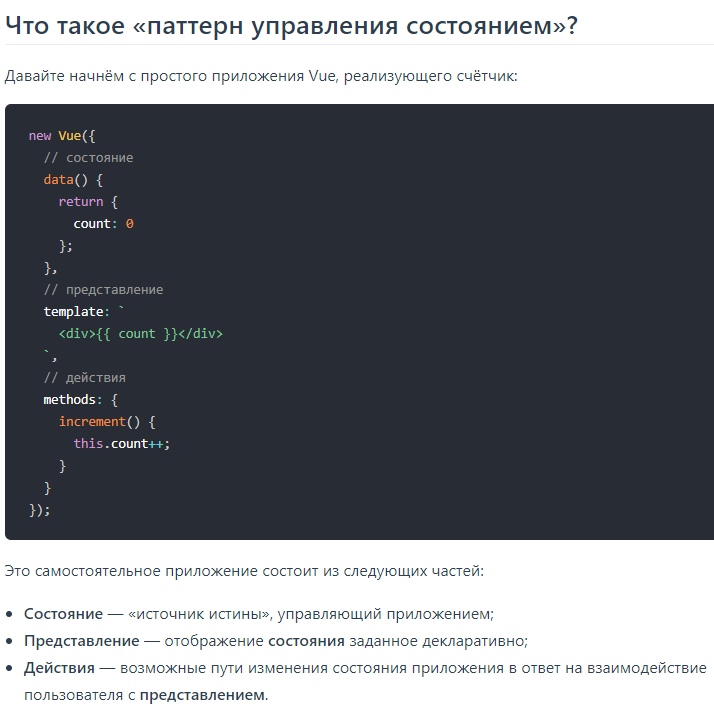 Что такое «паттерн управления состоянием»?
Давайте начнём с простого приложения Vue, реализующего счётчик:
new Vue({
  // состояние
  data() {
    return {
      count: 0
    };
  },
  // представление
  template: `
    <div>{{ count }}</div>
  `,
  // действия
  methods: {
    increment() {
      this.count++;
    }
  }
});
Это самостоятельное приложение состоит из следующих частей:
• Состояние — «источник истины», управляющий приложением;
• Представление — отображение состояния заданное декларативно;
• Действия — возможные пути изменения состояния приложения в ответ на взаимодействие
пользователя с представлением.